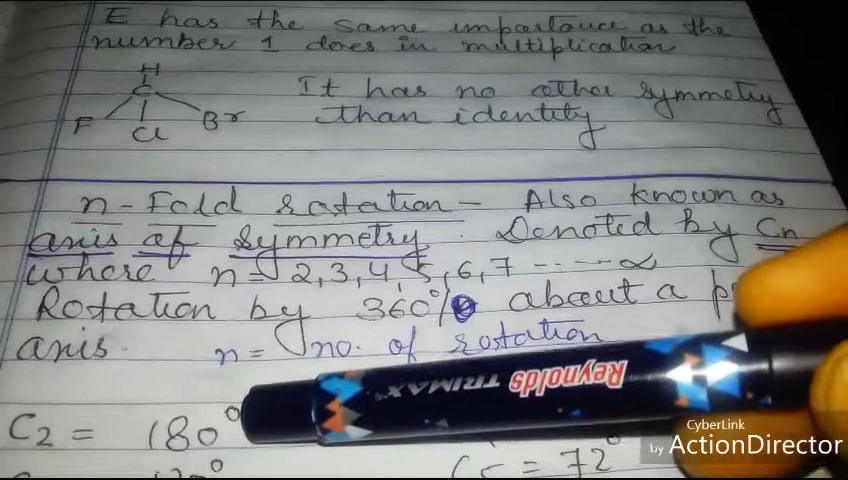 E has the same importance as the
number 1 does in multiplication
H
C
F
Cl
Br
It has no other symmetry
than identity
n-Fold rotation - Also known as
axis of symmetry. Denoted by Cn
where n = 2,3,4,5,6,7 ----- ∝
Rotation by 360°/ about a
axis. n = no. of rotation
Reynolds TRIMAX
C2 = 180°
= 72°
CyberLink
by ActionDirector